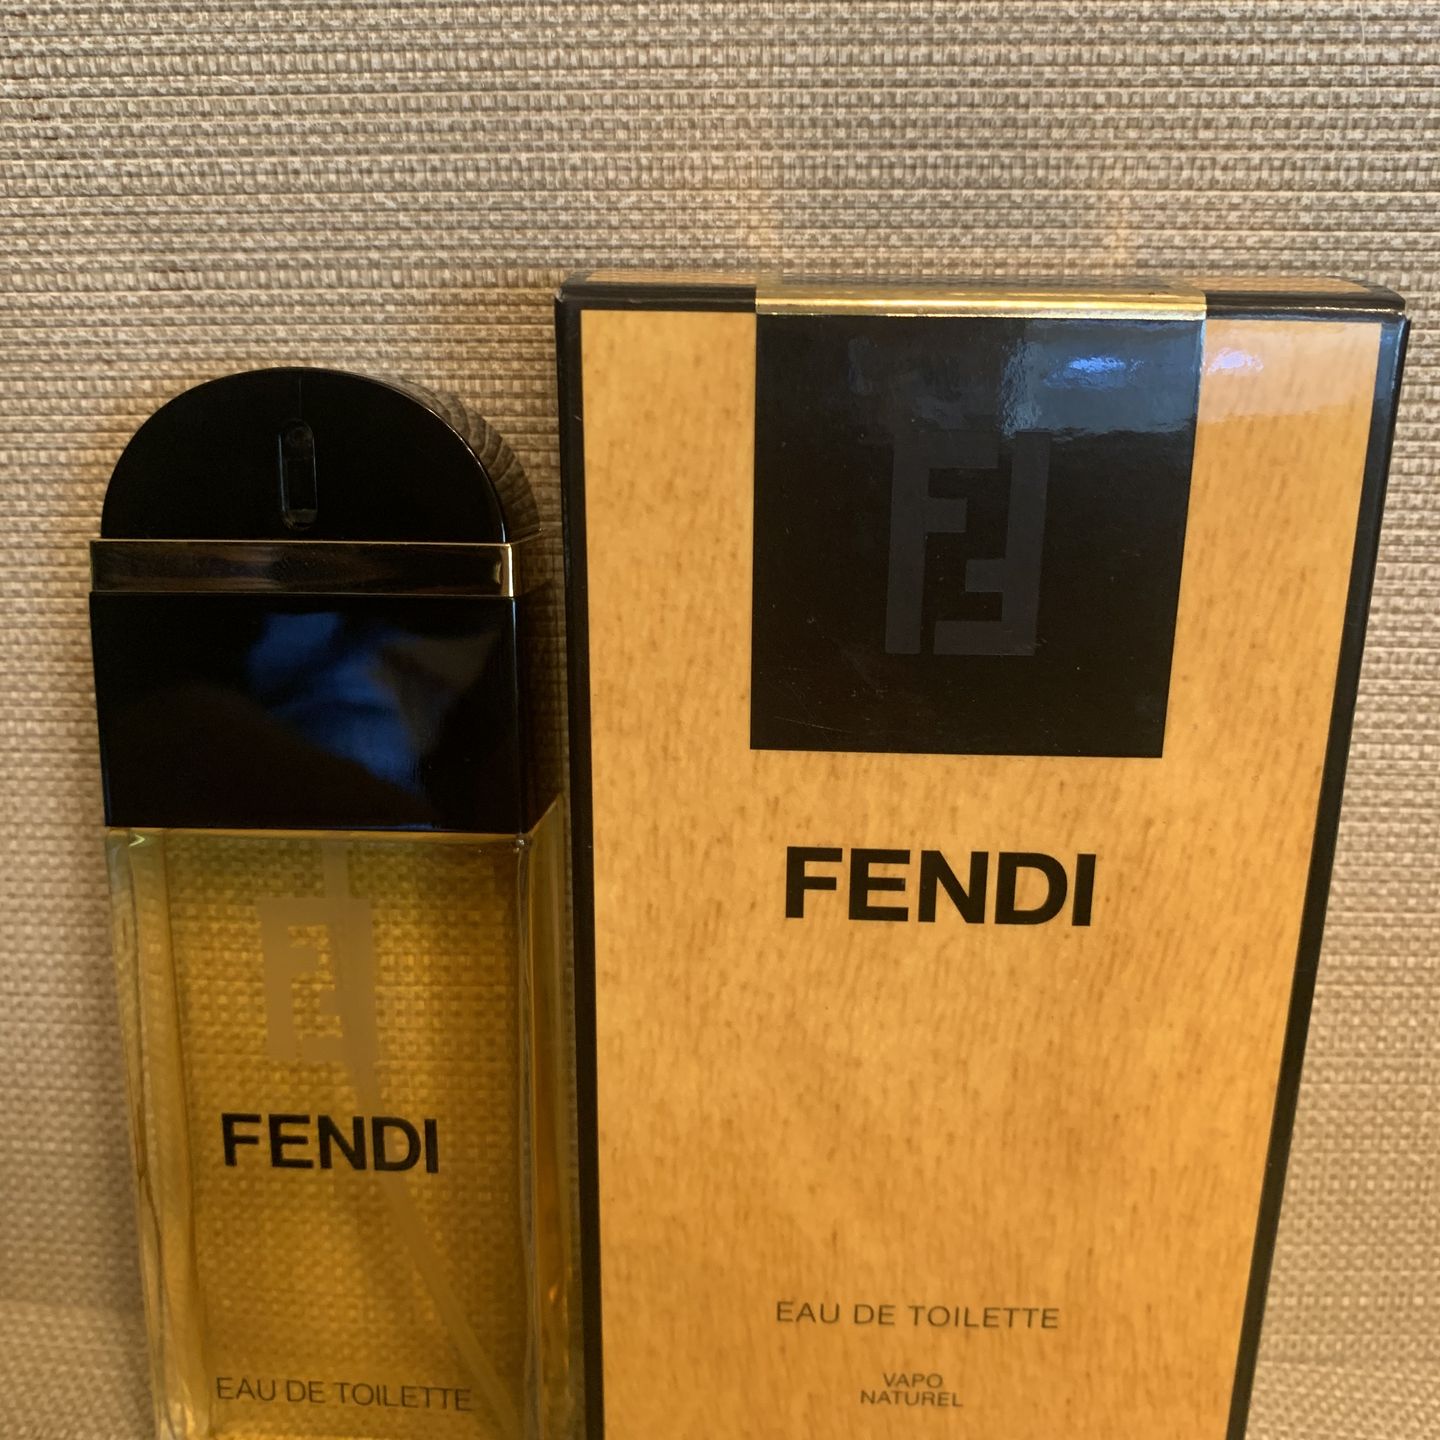 FENDI
EAU DE TOILETTE
FENDI
EAU DE TOILETTE
VAPO
NATUREL